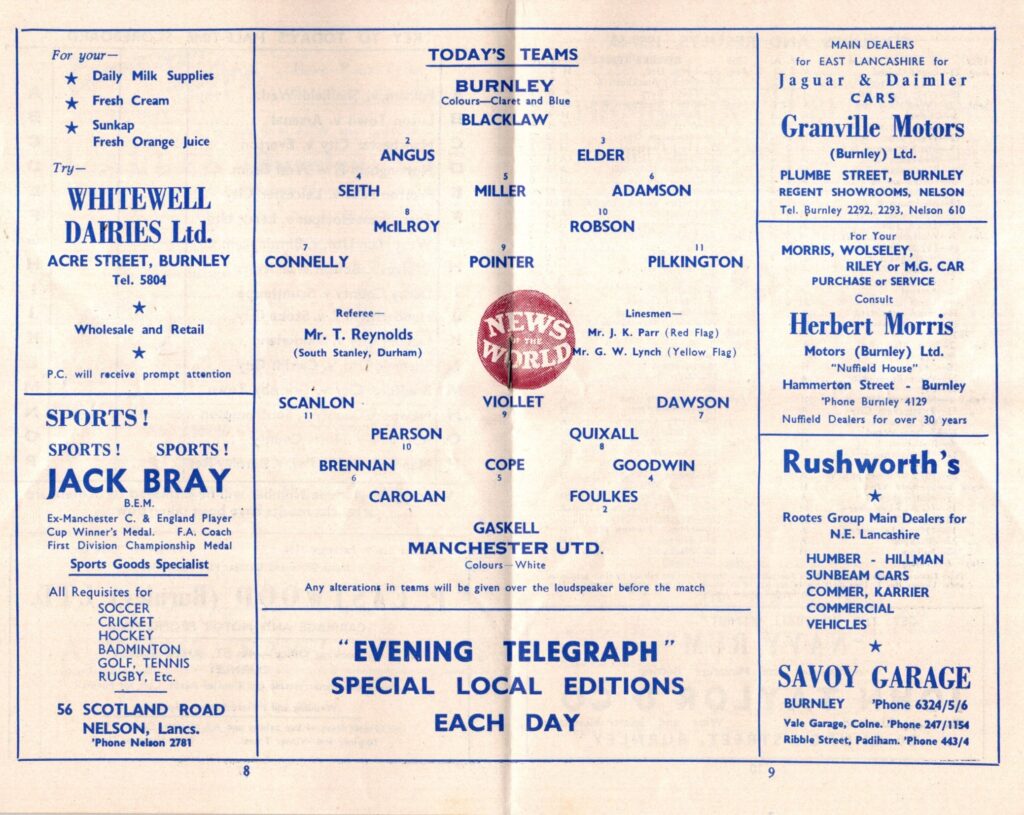 For your—
★ Daily Milk Supplies
★ Fresh Cream
★ Sunkap
Fresh Orange Juice
Try—
WHITEWELL
DAIRIES Ltd.
ACRE STREET, BURNLEY
Tel. 5804
★
Wholesale and Retail
★
P.C. will receive prompt attention
SPORTS !
SPORTS ! SPORTS !
JACK BRAY
B.E.M.
Ex-Manchester C. & England Player
Cup Winner's Medal. F.A. Coach
First Division Championship Medal
Sports Goods Specialist
All Requisites for
SOCCER
CRICKET
HOCKEY
BADMINTON
GOLF, TENNIS
RUGBY, Etc.
56 SCOTLAND ROAD
NELSON, Lancs.
'Phone Nelson 2781
8
TODAY'S TEAMS
BURNLEY
Colours—Claret and Blue
BLACKLAW
2 3
ANGUS ELDER
4 5 6
SEITH MILLER ADAMSON
8 10
McILROY ROBSON
7 9 11
CONNELLY POINTER PILKINGTON
Referee—
Mr. T. Reynolds
(South Stanley, Durham)
NEWS
OF THE
WORLD
Linesmen—
Mr. J. K. Parr (Red Flag)
Mr. G. W. Lynch (Yellow Flag)
SCANLON VIOLLET DAWSON
11 9 7
PEARSON QUIXALL
10 8
BRENNAN COPE GOODWIN
6 5 4
CAROLAN FOULKES
2
GASKELL
MANCHESTER UTD.
Colours—White
Any alterations in teams will be given over the loudspeaker before the match
"EVENING TELEGRAPH"
SPECIAL LOCAL EDITIONS
EACH DAY
MAIN DEALERS
for EAST LANCASHIRE for
Jaguar & Daimler
CARS
Granville Motors
(Burnley) Ltd.
PLUMBE STREET, BURNLEY
REGENT SHOWROOMS, NELSON
Tel. Burnley 2292, 2293, Nelson 610
For Your
MORRIS, WOLSELEY,
RILEY or M.G. CAR
PURCHASE or SERVICE
Consult
Herbert Morris
Motors (Burnley) Ltd.
"Nuffield House"
Hammerton Street - Burnley
'Phone Burnley 4129
Nuffield Dealers for over 30 years
Rushworth's
★
Rootes Group Main Dealers for
N.E. Lancashire
HUMBER - HILLMAN
SUNBEAM CARS
COMMER, KARRIER
COMMERCIAL
VEHICLES
★
SAVOY GARAGE
BURNLEY 'Phone 6324/5/6
Vale Garage, Colne. 'Phone 247/1154
Ribble Street, Padiham. 'Phone 443/4
9